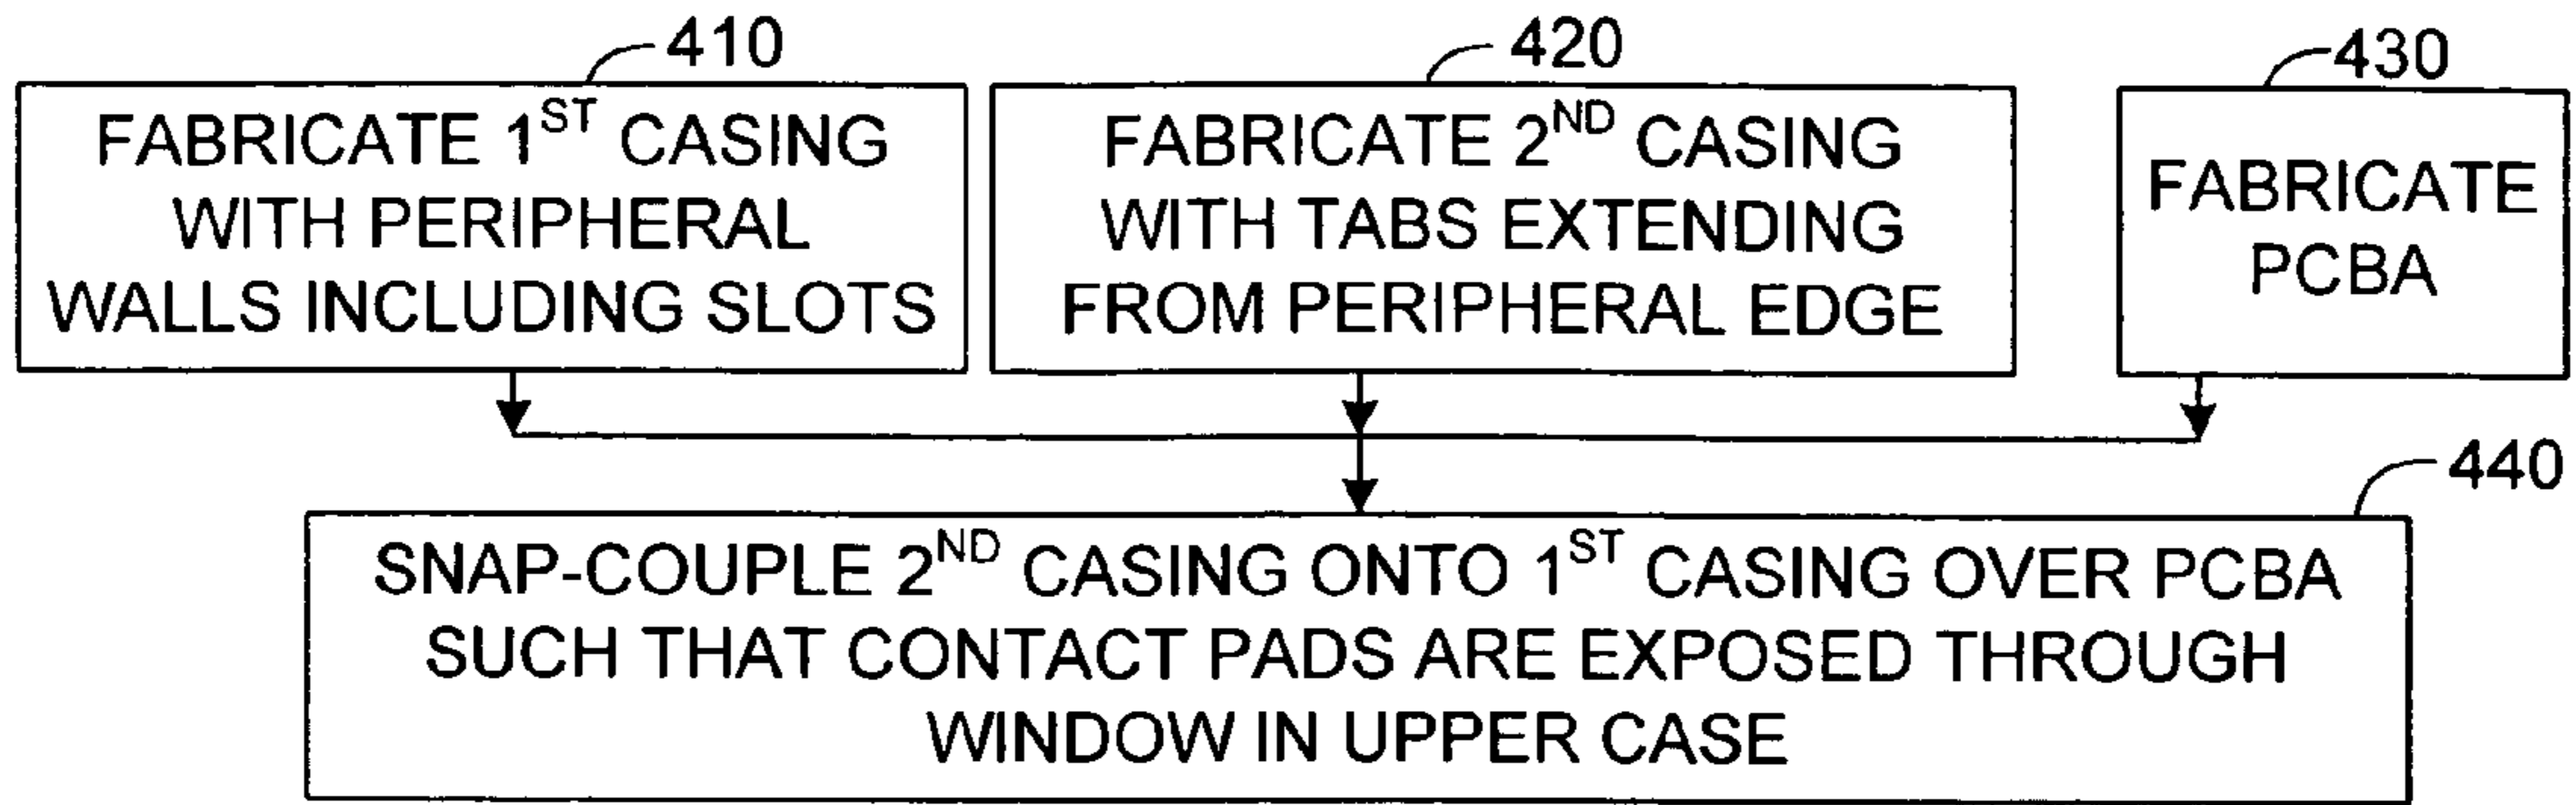 410
FABRICATE 1ST CASING
WITH PERIPHERAL
WALLS INCLUDING SLOTS
420
FABRICATE 2ND CASING
WITH TABS EXTENDING
FROM PERIPHERAL EDGE
430
FABRICATE
PCBA
440
SNAP-COUPLE 2ND CASING ONTO 1ST CASING OVER PCBA
SUCH THAT CONTACT PADS ARE EXPOSED THROUGH
WINDOW IN UPPER CASE